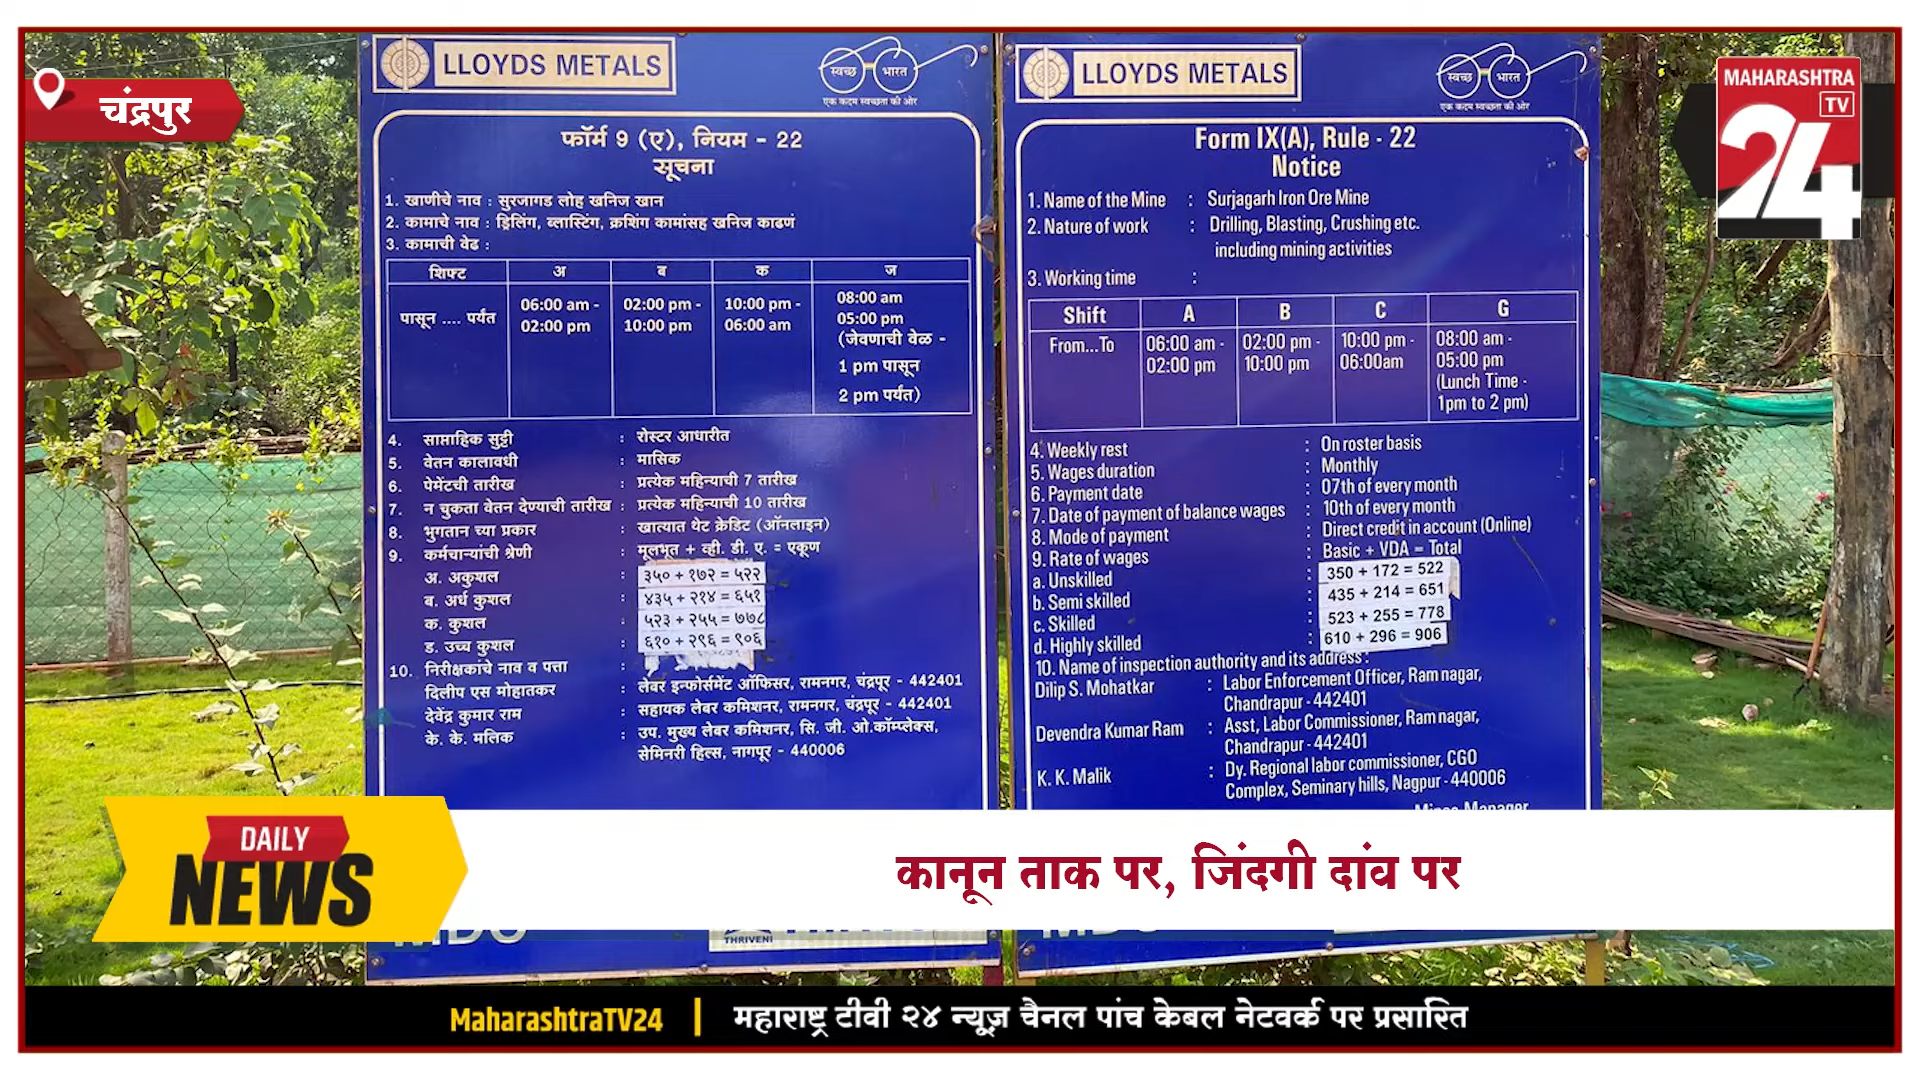 चंद्रपुर
LLOYDS METALS
स्वच्छ भारत
एक कदम स्वच्छता की ओर
फॉर्म 9 (ए), नियम - 22
सूचना
1. खाणीचे नाव : सुरजागड लोह खनिज खान
2. कामाचे नाव : ड्रिलिंग, ब्लास्टिंग, क्रशिंग कामांसह खनिज काढणं
3. कामाची वेढ :
शिफ्ट अ ब क ज
पासून .... पर्यंत 06:00 am - 02:00 pm 02:00 pm - 10:00 pm 10:00 pm - 06:00 am 08:00 am 05:00 pm (जेवणाची वेळ - 1 pm पासून 2 pm पर्यंत)
4. साप्ताहिक सुट्टी : रोस्टर आधारीत
5. वेतन कालावधी : मासिक
6. पेमेंटची तारीख : प्रत्येक महिन्याची 7 तारीख
7. न चुकता वेतन देण्याची तारीख : प्रत्येक महिन्याची 10 तारीख
8. भुगतान च्या प्रकार : खात्यात थेट क्रेडिट (ऑनलाइन)
9. कर्मचाऱ्यांची श्रेणी : मूलभूत + व्ही. डी. ए. = एकूण
अ. अकुशल : ३५० + १७२ = ५२२
ब. अर्ध कुशल : ४३५ + २१४ = ६५१
क. कुशल : ५२३ + २५५ = ७७८
ड. उच्च कुशल : ६१० + २९६ = ९०६
10. निरीक्षकांचे नाव व पत्ता :
दिलीप एस मोहातकर : लेबर इन्फोर्समेंट ऑफिसर, रामनगर, चंद्रपूर - 442401
देवेंद्र कुमार राम : सहायक लेबर कमिशनर, रामनगर, चंद्रपूर - 442401
के. के. मलिक : उप. मुख्य लेबर कमिशनर, सि. जी. ओ.कॉम्प्लेक्स,
सेमिनरी हिल्स, नागपूर - 440006
THRIVENI
LLOYDS METALS
स्वच्छ भारत
एक कदम स्वच्छता की ओर
Form IX(A), Rule - 22
Notice
1. Name of the Mine : Surjagarh Iron Ore Mine
2. Nature of work : Drilling, Blasting, Crushing etc.
including mining activities
3. Working time :
Shift A B C G
From...To 06:00 am - 02:00 pm 02:00 pm - 10:00 pm 10:00 pm - 06:00am 08:00 am - 05:00 pm (Lunch Time - 1pm to 2 pm)
4. Weekly rest : On roster basis
5. Wages duration : Monthly
6. Payment date : 07th of every month
7. Date of payment of balance wages : 10th of every month
8. Mode of payment : Direct credit in account (Online)
9. Rate of wages : Basic + VDA = Total
a. Unskilled : 350 + 172 = 522
b. Semi skilled : 435 + 214 = 651
c. Skilled : 523 + 255 = 778
d. Highly skilled : 610 + 296 = 906
10. Name of inspection authority and its address :
Dilip S. Mohatkar : Labor Enforcement Officer, Ram nagar,
Chandrapur - 442401
Devendra Kumar Ram : Asst, Labor Commissioner, Ram nagar,
Chandrapur - 442401
K. K. Malik : Dy. Regional labor commissioner, CGO
Complex, Seminary hills, Nagpur - 440006
MAHARASHTRA
TV
24
DAILY
NEWS
कानून ताक पर, जिंदगी दांव पर
MaharashtraTV24 | महाराष्ट्र टीवी २४ न्यूज़ चैनल पांच केबल नेटवर्क पर प्रसारित